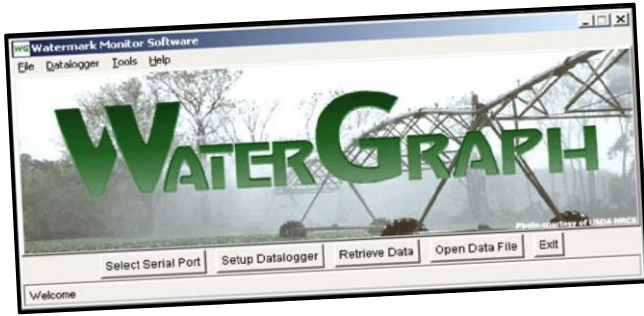 WG Watermark Monitor Software
File Datalogger Tools Help
WATERGRAPH
Photo courtesy of USDA NRCS
Select Serial Port Setup Datalogger Retrieve Data Open Data File Exit
Welcome